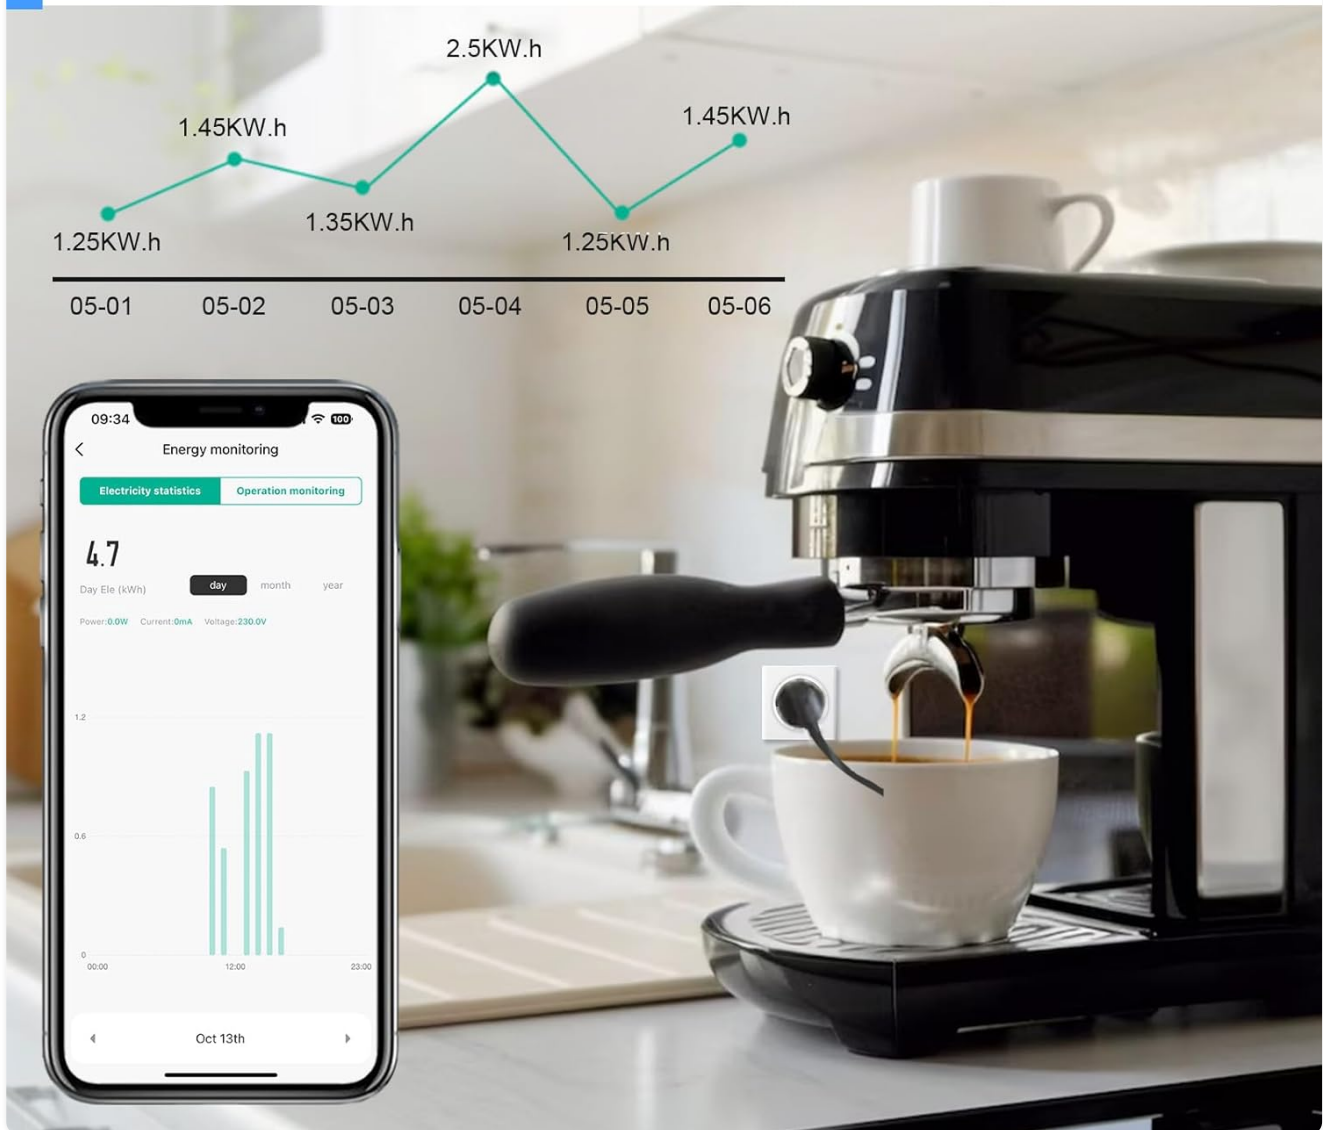 2.5KW.h
1.45KW.h
1.45KW.h
1.35KW.h
1.25KW.h
1.25KW.h
05-01 05-02 05-03 05-04 05-05 05-06
09:34 100
Energy monitoring
Electricity statistics Operation monitoring
4.7
Day Ele (kWh) day month year
Power:0.0W Current:0mA Voltage:230.0V
1.2
0.6
0
00:00 12:00 23:00
Oct 13th